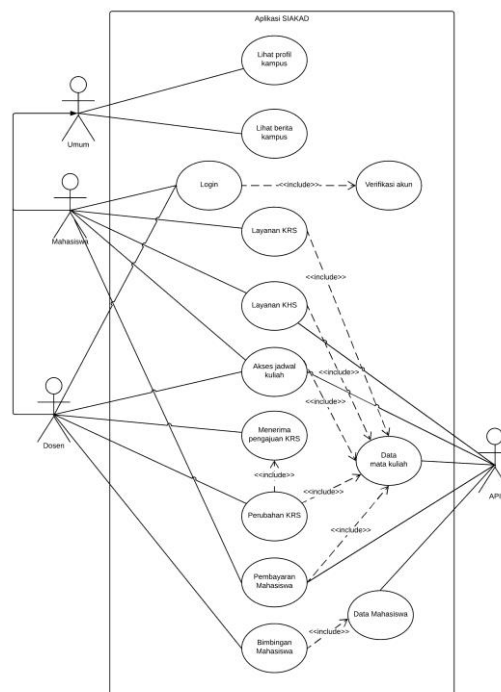 Aplikasi SIAKAD
Lihat profil
kampus
Umum
Lihat berita
kampus
Login
<<include>>
Verifikasi akun
Mahasiswa
Layanan KRS
<<include>>
Layanan KHS
<<include>>
Akses jadwal
kuliah
<<include>>
Dosen
Menerima
pengajuan KRS
Data
mata kuliah
<<include>>
API
<<include>>
Perubahan KRS
<<include>>
Pembayaran
Mahasiswa
Data Mahasiswa
<<include>>
Bimbingan
Mahasiswa